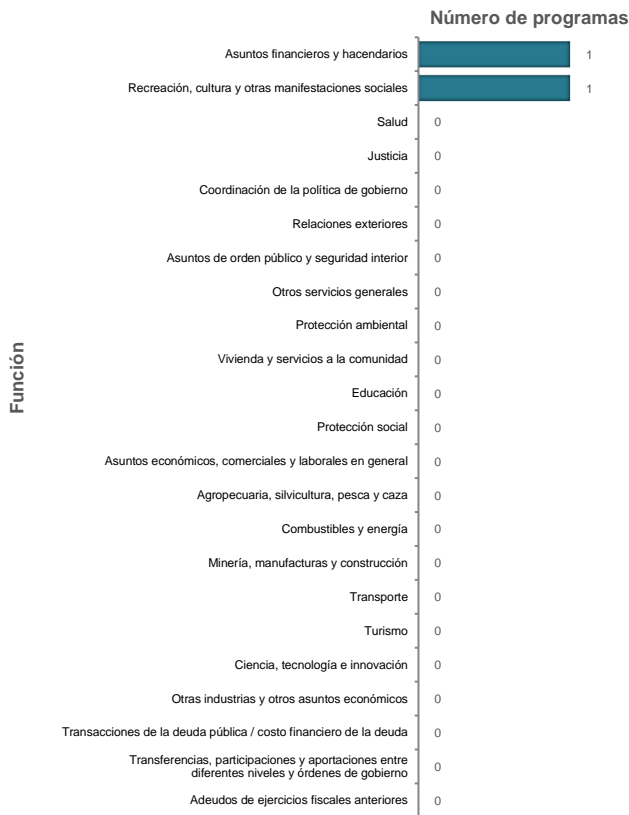 Número de programas
Asuntos financieros y hacendarios 1
Recreación, cultura y otras manifestaciones sociales 1
Salud 0
Justicia 0
Coordinación de la política de gobierno 0
Relaciones exteriores 0
Asuntos de orden público y seguridad interior 0
Otros servicios generales 0
Protección ambiental 0
Vivienda y servicios a la comunidad 0
Función
Educación 0
Protección social 0
Asuntos económicos, comerciales y laborales en general 0
Agropecuaria, silvicultura, pesca y caza 0
Combustibles y energía 0
Minería, manufacturas y construcción 0
Transporte 0
Turismo 0
Ciencia, tecnología e innovación 0
Otras industrias y otros asuntos económicos 0
Transacciones de la deuda pública / costo financiero de la deuda 0
Transferencias, participaciones y aportaciones entre
diferentes niveles y órdenes de gobierno 0
Adeudos de ejercicios fiscales anteriores 0